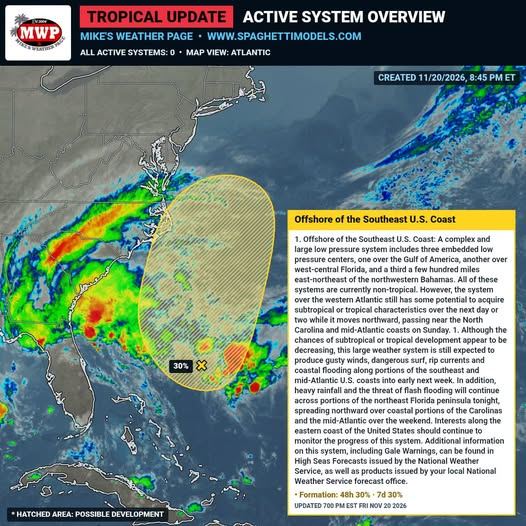 TROPICAL UPDATE ACTIVE SYSTEM OVERVIEW
MWP
MIKE'S WEATHER PAGE • WWW.SPAGHETTIMODELS.COM
ALL ACTIVE SYSTEMS: 0 • MAP VIEW: ATLANTIC
CREATED 11/20/2026, 8:45 PM ET
Offshore of the Southeast U.S. Coast
1. Offshore of the Southeast U.S. Coast: A complex and
large low pressure system includes three embedded low
pressure centers, one over the Gulf of America, another over
west-central Florida, and a third a few hundred miles
east-northeast of the northwestern Bahamas. All of these
systems are currently non-tropical. However, the system
over the western Atlantic still has some potential to acquire
subtropical or tropical characteristics over the next day or
two while it moves northward, passing near the North
Carolina and mid-Atlantic coasts on Sunday. 1. Although the
chances of subtropical or tropical development appear to be
decreasing, this large weather system is still expected to
produce gusty winds, dangerous surf, rip currents and
coastal flooding along portions of the southeast and
mid-Atlantic U.S. coasts into early next week. In addition,
heavy rainfall and the threat of flash flooding will continue
across portions of the northeast Florida peninsula tonight,
spreading northward over coastal portions of the Carolinas
and the mid-Atlantic over the weekend. Interests along the
eastern coast of the United States should continue to
monitor the progress of this system. Additional information
on this system, including Gale Warnings, can be found in
High Seas Forecasts issued by the National Weather
Service, as well as products issued by your local National
Weather Service forecast office.
• Formation: 48h 30% · 7d 30%
UPDATED 700 PM EST FRI NOV 20 2026
30%
* HATCHED AREA: POSSIBLE DEVELOPMENT